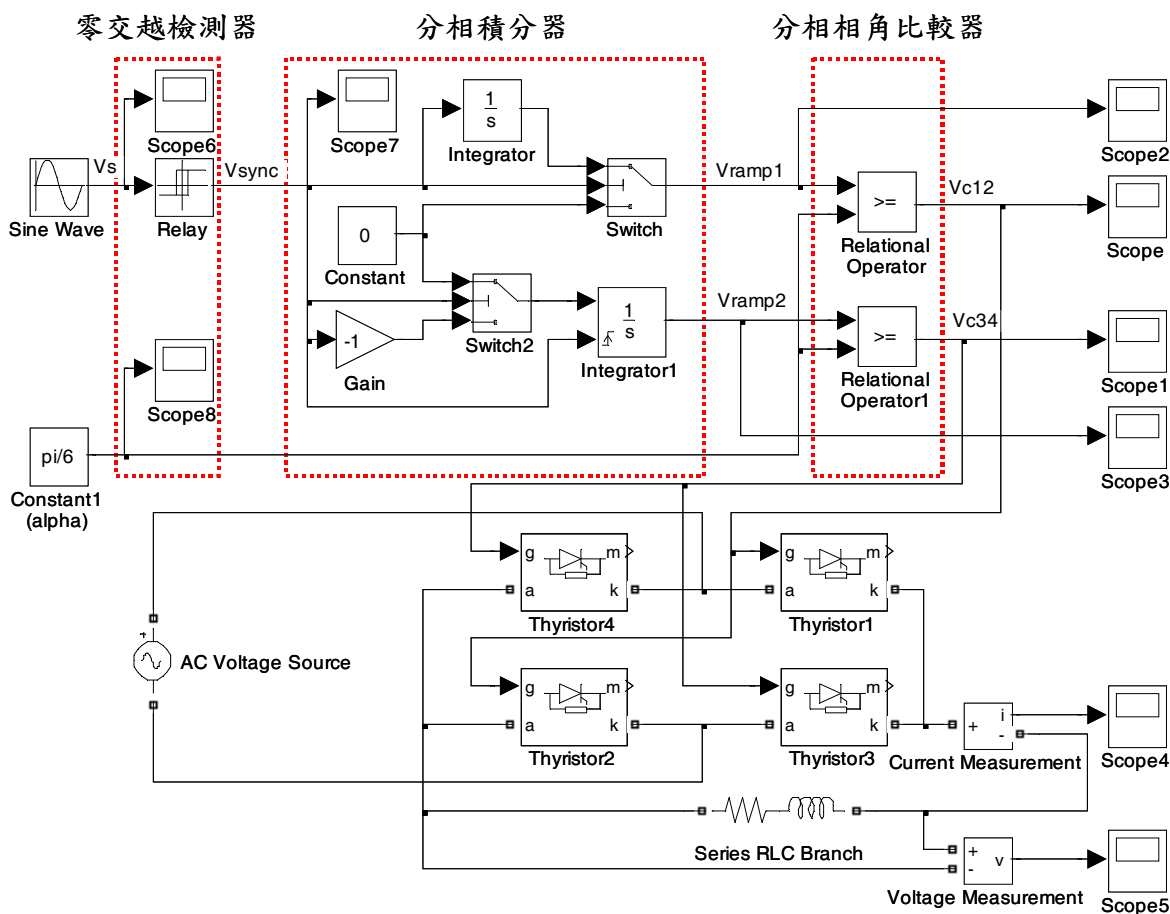 零交越檢測器
分相積分器
分相相角比較器
Scope6
Scope7
1
s
Integrator
Scope2
Vs
Vsync
Vramp1
Vc12
Sine Wave
Relay
0
Constant
Switch
>=
Relational
Operator
Scope
Switch2
-1
Gain
1
s
Integrator1
Vramp2
>=
Relational
Operator1
Vc34
Scope1
Scope8
pi/6
Constant1
(alpha)
Scope3
g
m
a
k
Thyristor4
g
m
a
k
Thyristor1
+
AC Voltage Source
g
m
a
k
Thyristor2
g
m
a
k
Thyristor3
+
i
-
Current Measurement
Scope4
Series RLC Branch
+
-
v
Voltage Measurement
Scope5